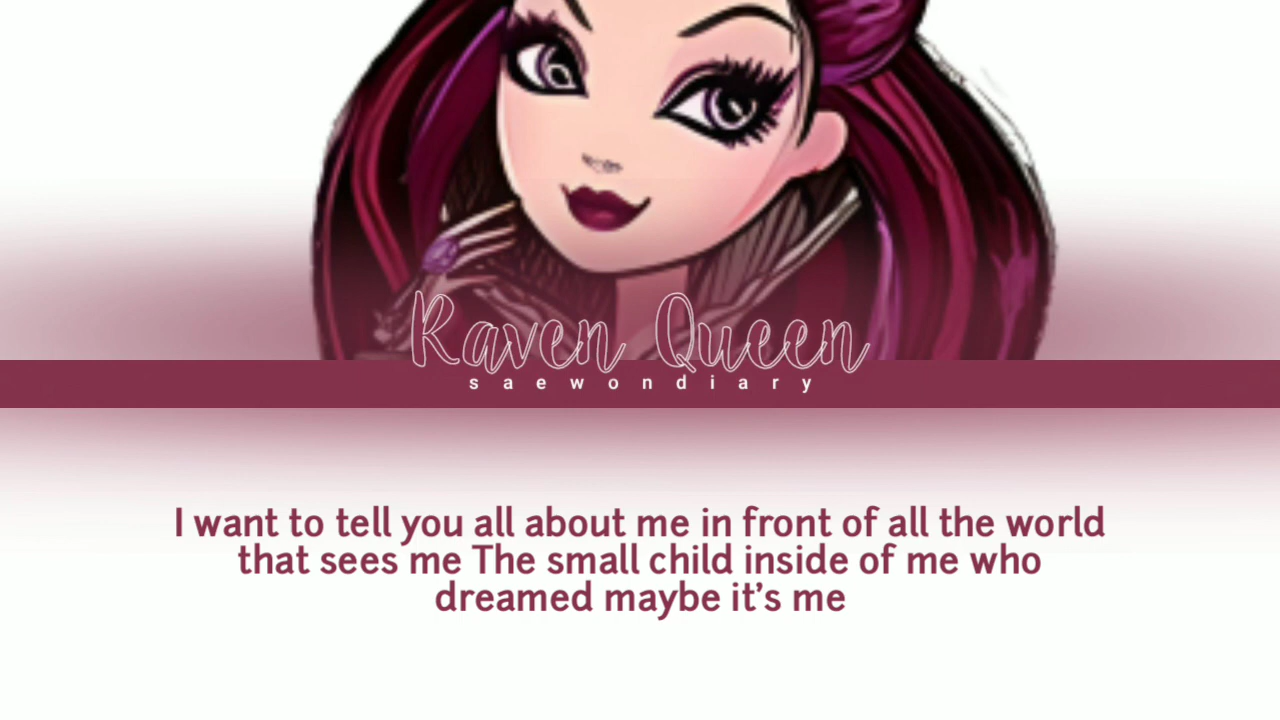 Raven Queen
saewondiary
I want to tell you all about me in front of all the world
that sees me The small child inside of me who
dreamed maybe it’s me